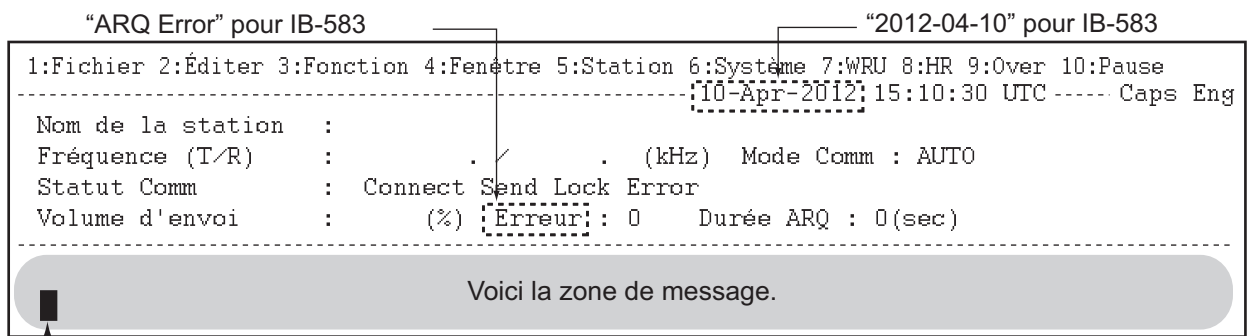 “ARQ Error” pour IB-583
“2012-04-10” pour IB-583
1:Fichier 2:Éditer 3:Fonction 4:Fenêtre 5:Station 6:Système 7:WRU 8:HR 9:Over 10:Pause
10-Apr-2012 15:10:30 UTC ----- Caps Eng
Nom de la station :
Fréquence (T/R) : . / . (kHz) Mode Comm : AUTO
Statut Comm : Connect Send Lock Error
Volume d'envoi : (%) Erreur : 0 Durée ARQ : 0(sec)
Voici la zone de message.